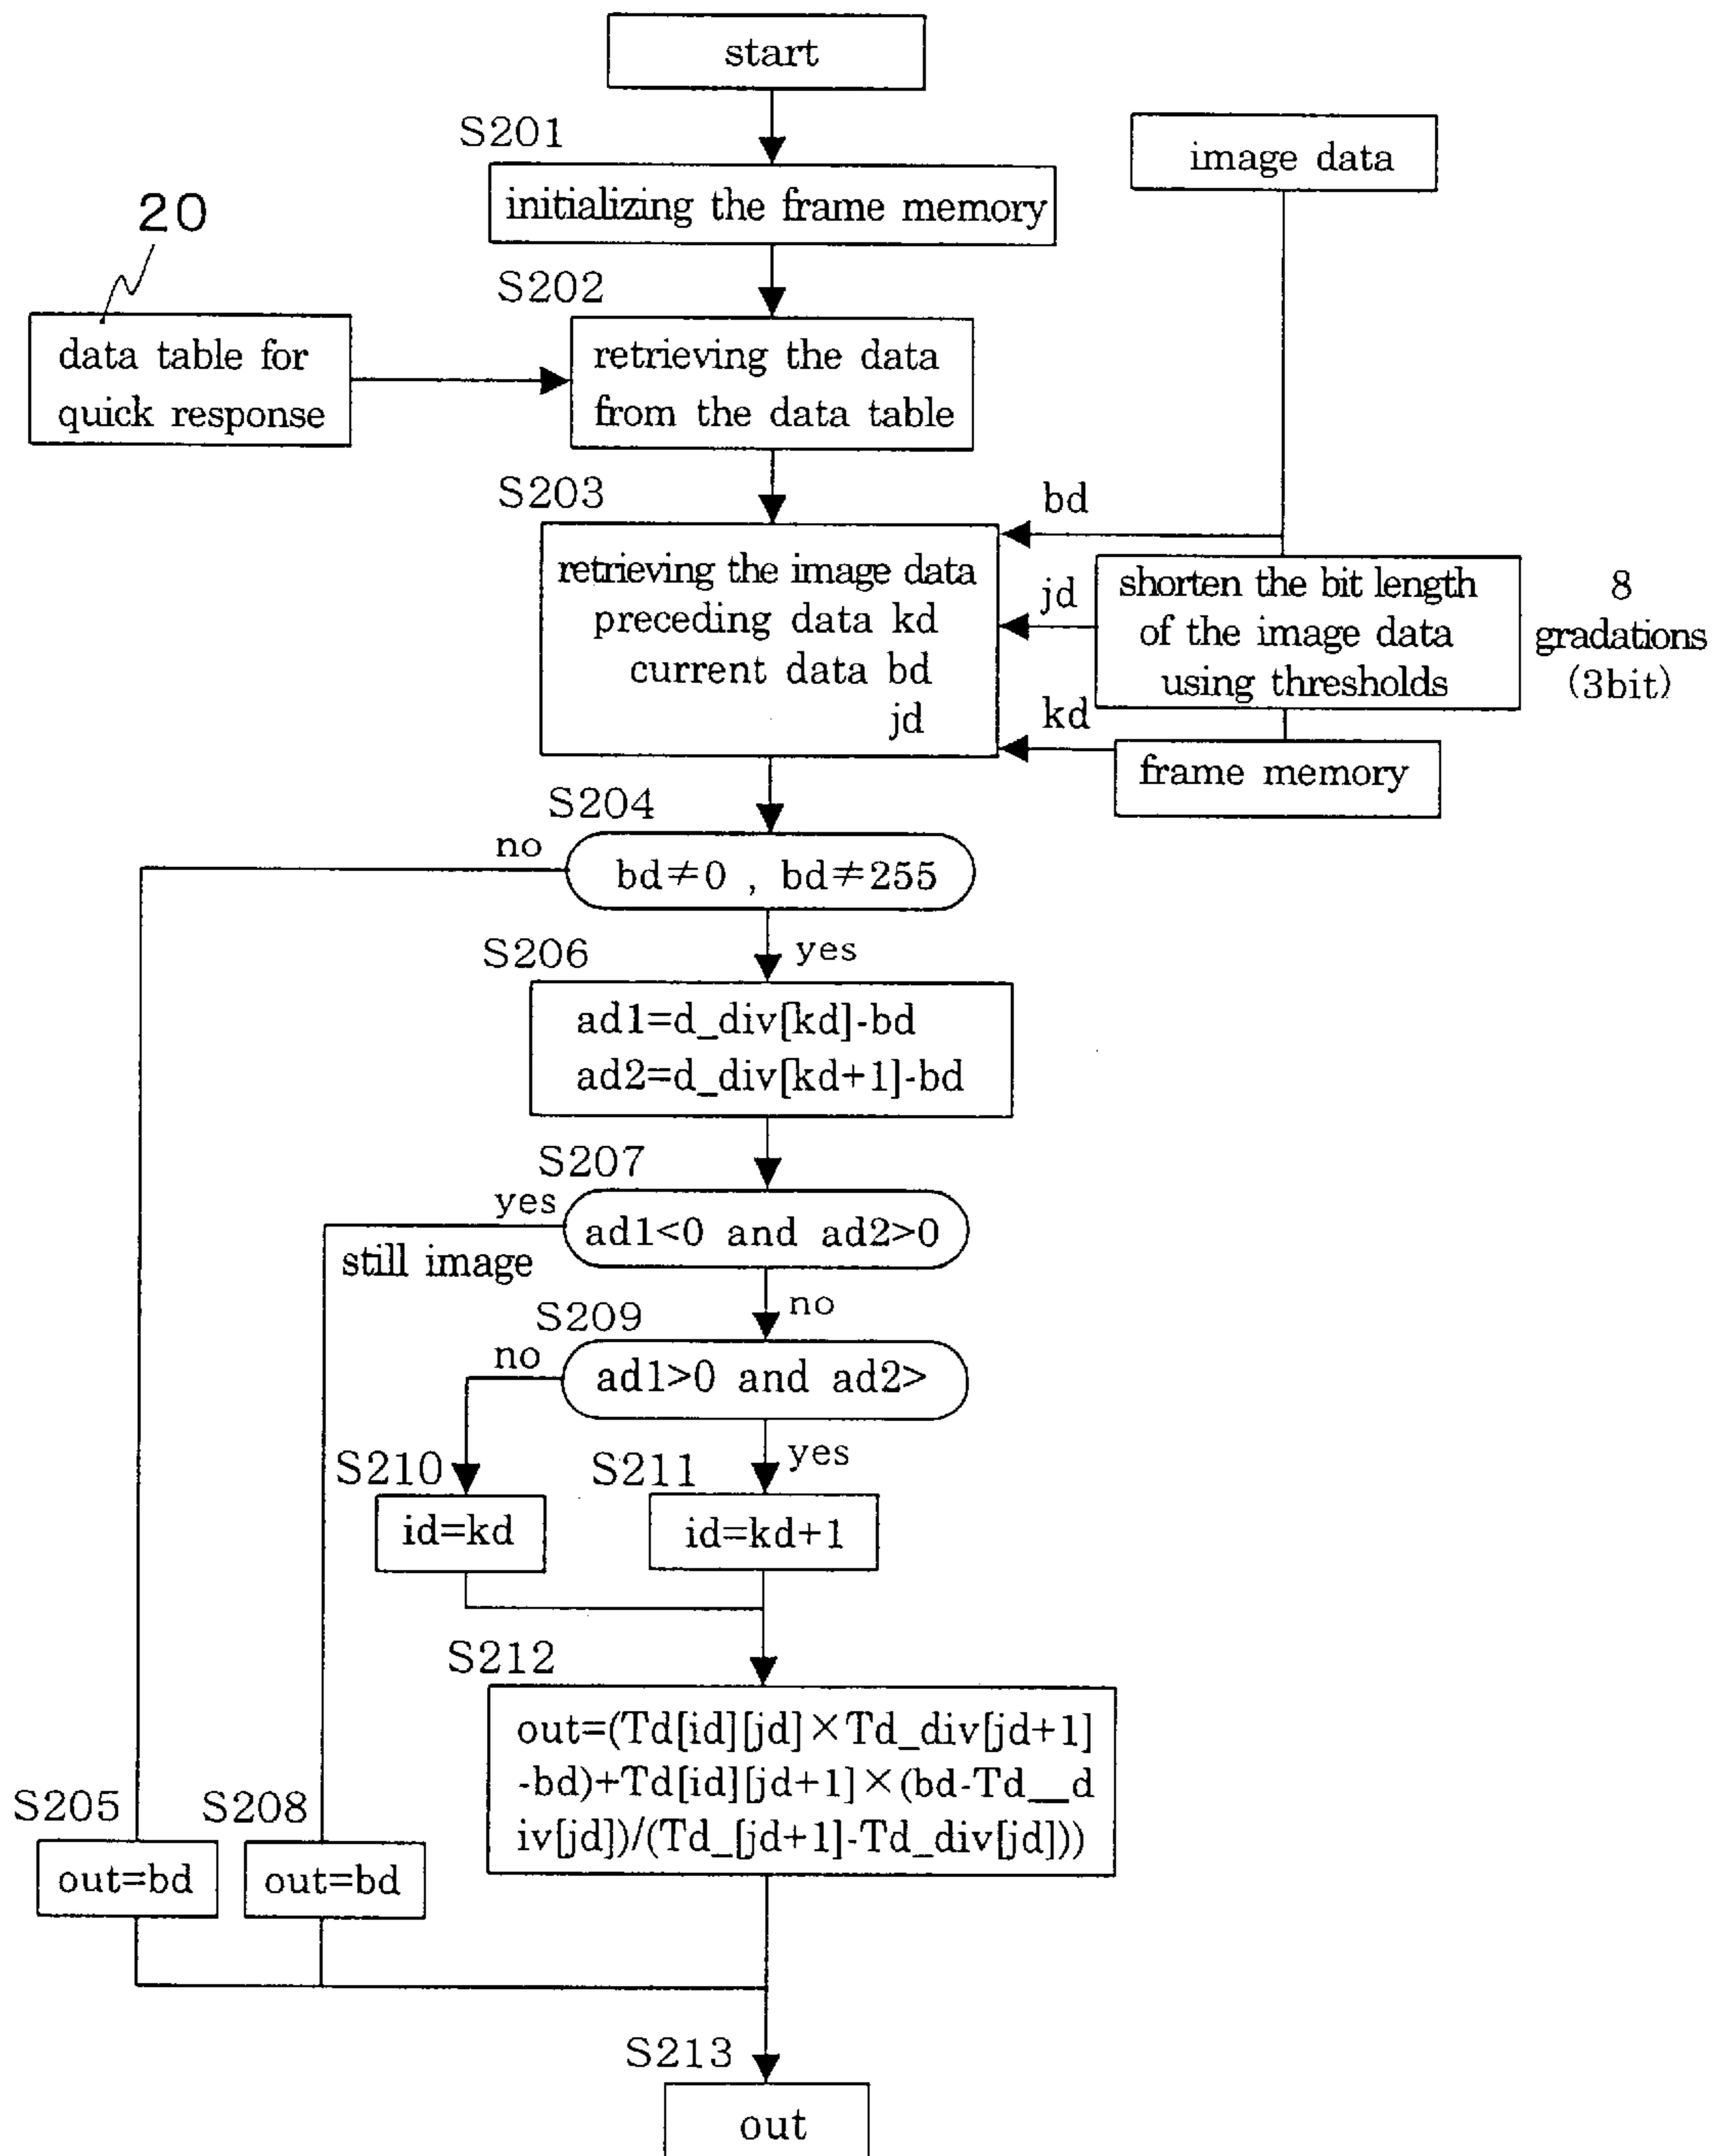 start
S201
image data
initializing the frame memory
20
S202
data table for
quick response
retrieving the data
from the data table
S203
bd
retrieving the image data
preceding data kd
current data bd
jd
jd
shorten the bit length
of the image data
using thresholds
8
gradations
(3bit)
kd
frame memory
S204
no
bd≠0 , bd≠255
S206
yes
ad1=d_div[kd]-bd
ad2=d_div[kd+1]-bd
S207
yes
ad1<0 and ad2>0
still image
no
S209
no
ad1>0 and ad2>
S210
S211
yes
id=kd
id=kd+1
S212
out=(Td[id][jd]×Td_div[jd+1]
-bd)+Td[id][jd+1]×(bd-Td__d
iv[jd])/(Td_[jd+1]-Td_div[jd]))
S205
S208
out=bd
out=bd
S213
out